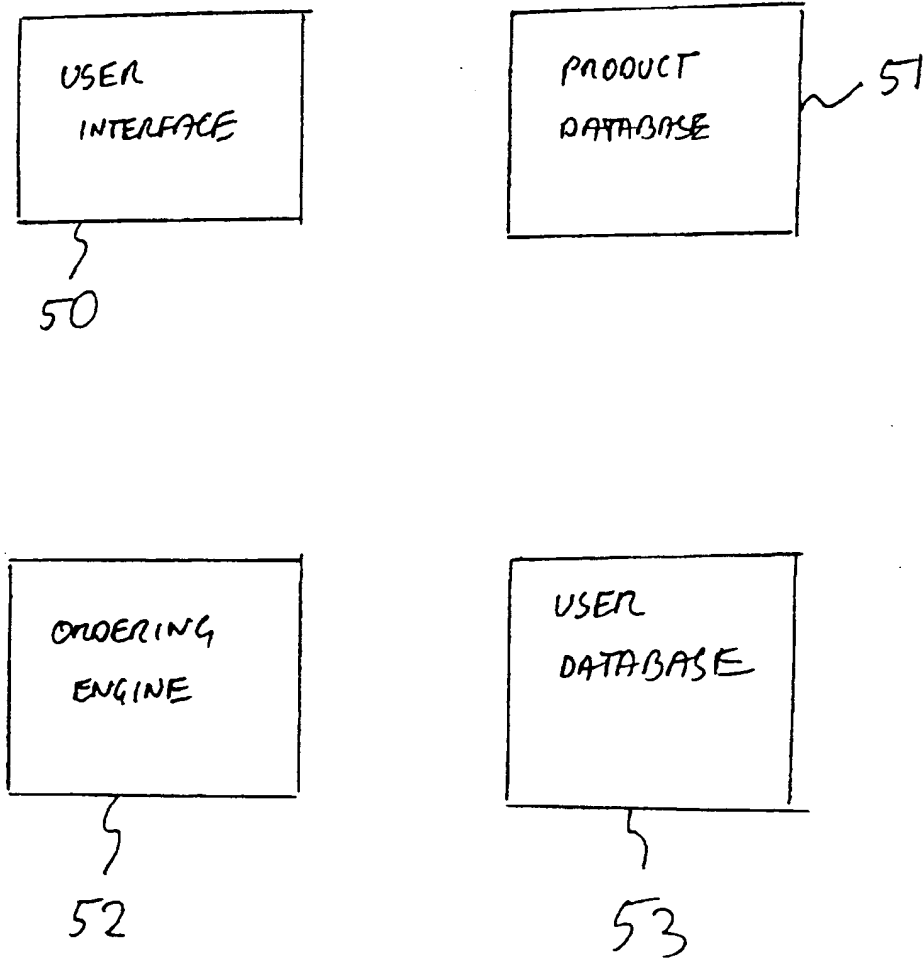 USER
INTERFACE
50
PRODUCT
DATABASE
51
ORDERING
ENGINE
52
USER
DATABASE
53